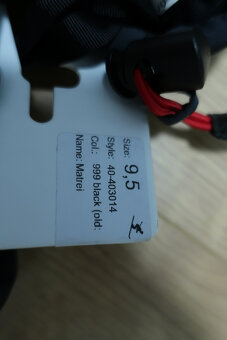 Size: 9,5
Style: 40-403014
Col.: 999 black (old:
Name: Matrei